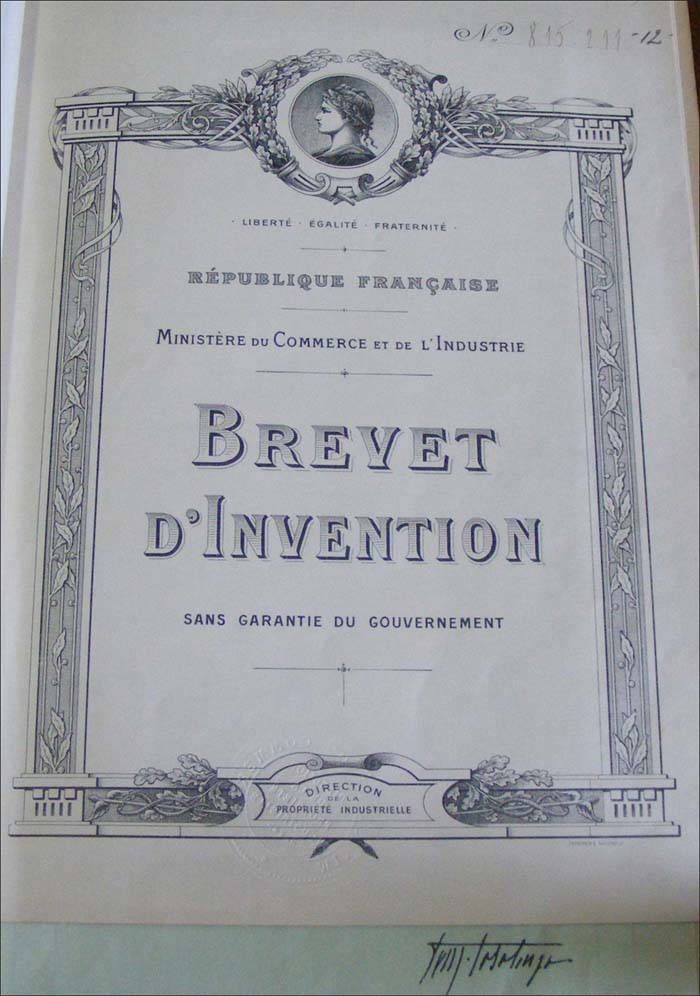 No 815.211 -12-
· LIBERTÉ · ÉGALITÉ · FRATERNITÉ ·
RÉPUBLIQUE FRANÇAISE
MINISTÈRE DU COMMERCE ET DE L'INDUSTRIE
BREVET
D'INVENTION
SANS GARANTIE DU GOUVERNEMENT
DIRECTION
DE LA
PROPRIÉTÉ INDUSTRIELLE